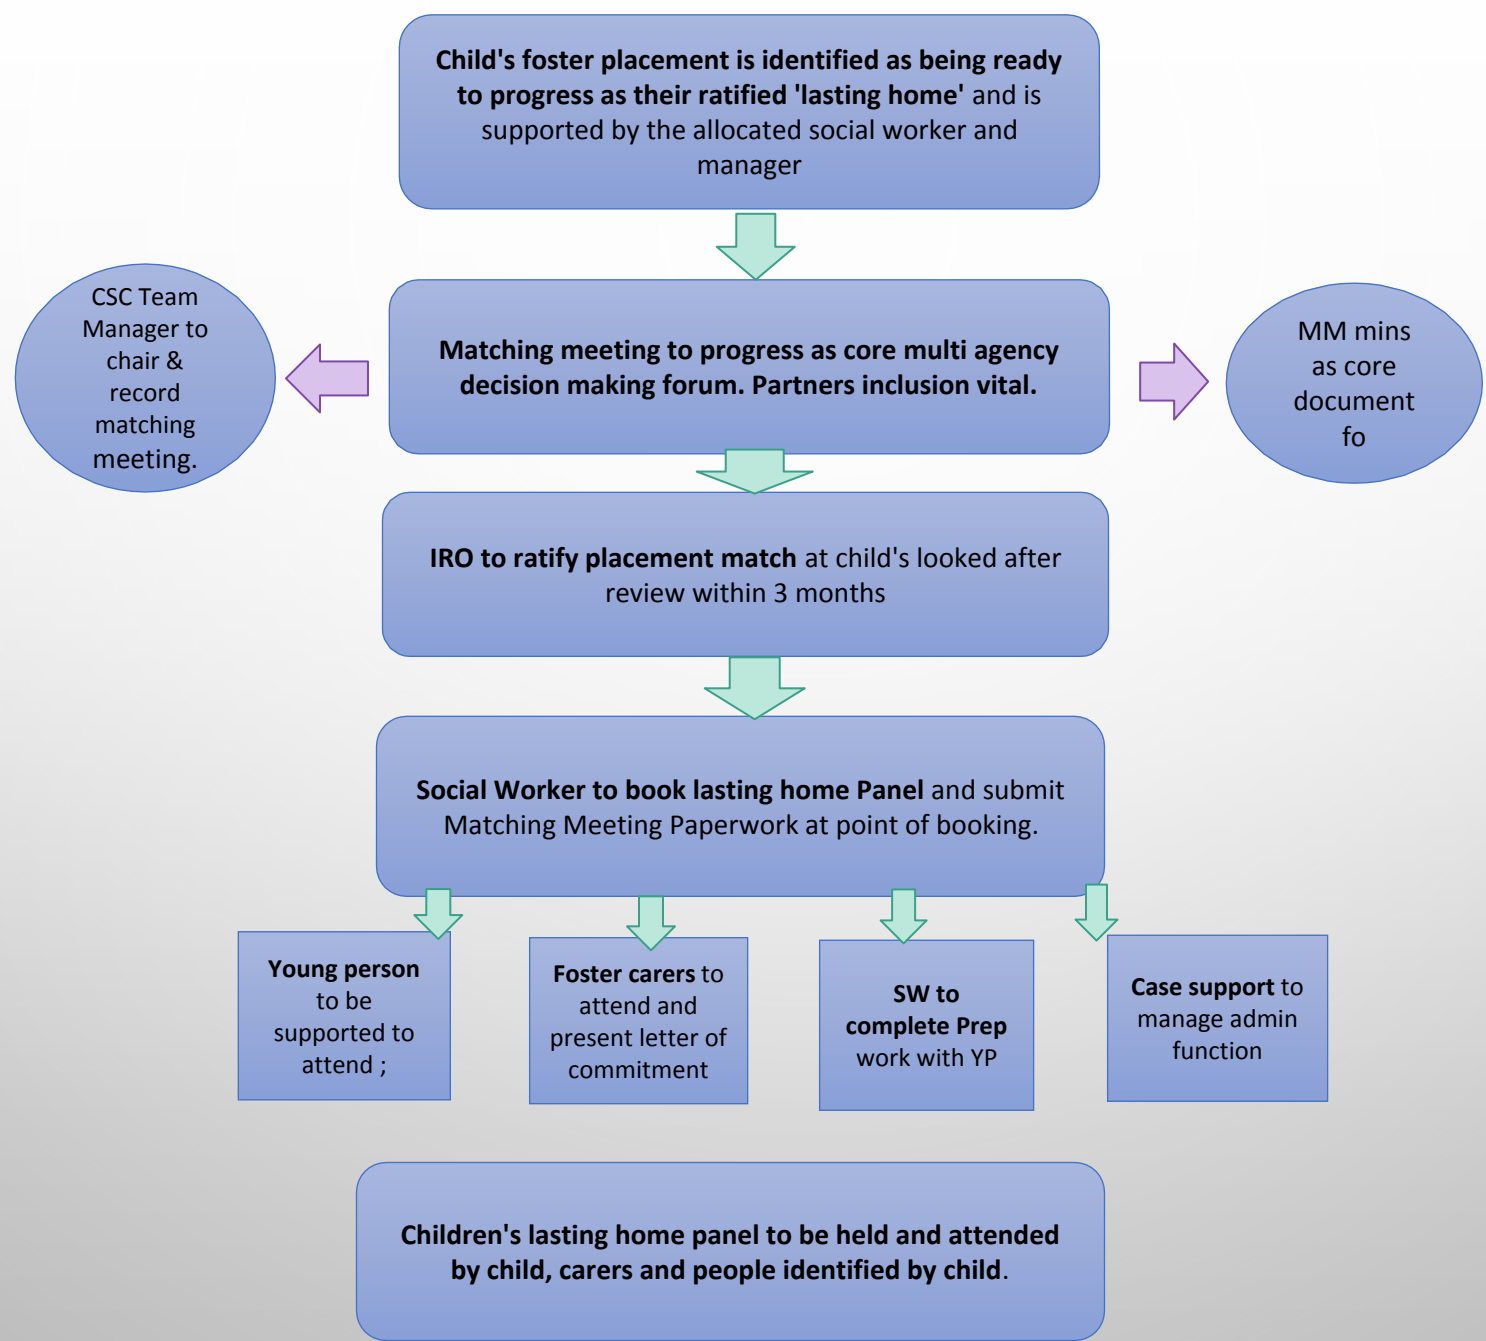 Child's foster placement is identified as being ready
to progress as their ratified 'lasting home' and is
supported by the allocated social worker and
manager
CSC Team
Manager to
chair &
record
matching
meeting.
Matching meeting to progress as core multi agency
decision making forum. Partners inclusion vital.
MM mins
as core
document
fo
IRO to ratify placement match at child's looked after
review within 3 months
Social Worker to book lasting home Panel and submit
Matching Meeting Paperwork at point of booking.
Young person
to be
supported to
attend ;
Foster carers to
attend and
present letter of
commitment
SW to
complete Prep
work with YP
Case support to
manage admin
function
Children's lasting home panel to be held and attended
by child, carers and people identified by child.